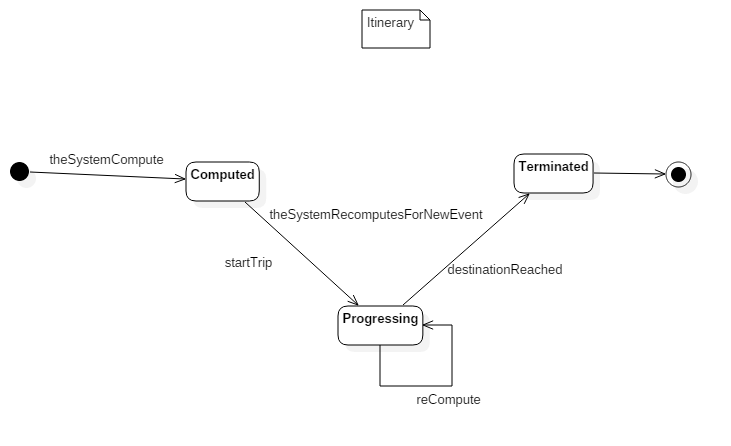 Itinerary
theSystemCompute
Computed
Terminated
theSystemRecomputesForNewEvent
startTrip
destinationReached
Progressing
reCompute